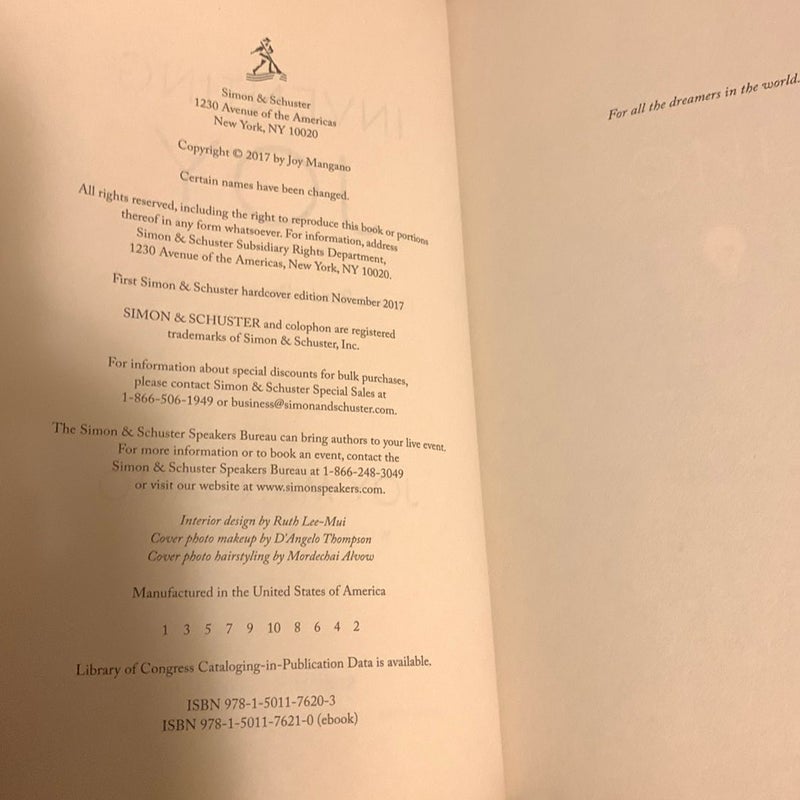 Simon & Schuster
1230 Avenue of the Americas
New York, NY 10020
Copyright © 2017 by Joy Mangano
Certain names have been changed.
All rights reserved, including the right to reproduce this book or portions
thereof in any form whatsoever. For information, address
Simon & Schuster Subsidiary Rights Department,
1230 Avenue of the Americas, New York, NY 10020.
First Simon & Schuster hardcover edition November 2017
SIMON & SCHUSTER and colophon are registered
trademarks of Simon & Schuster, Inc.
For information about special discounts for bulk purchases,
please contact Simon & Schuster Special Sales at
1-866-506-1949 or business@simonandschuster.com.
The Simon & Schuster Speakers Bureau can bring authors to your live event.
For more information or to book an event, contact the
Simon & Schuster Speakers Bureau at 1-866-248-3049
or visit our website at www.simonspeakers.com.
Interior design by Ruth Lee-Mui
Cover photo makeup by D'Angelo Thompson
Cover photo hairstyling by Mordechai Alvow
Manufactured in the United States of America
1 3 5 7 9 10 8 6 4 2
Library of Congress Cataloging-in-Publication Data is available.
ISBN 978-1-5011-7620-3
ISBN 978-1-5011-7621-0 (ebook)
For all the dreamers in the world.